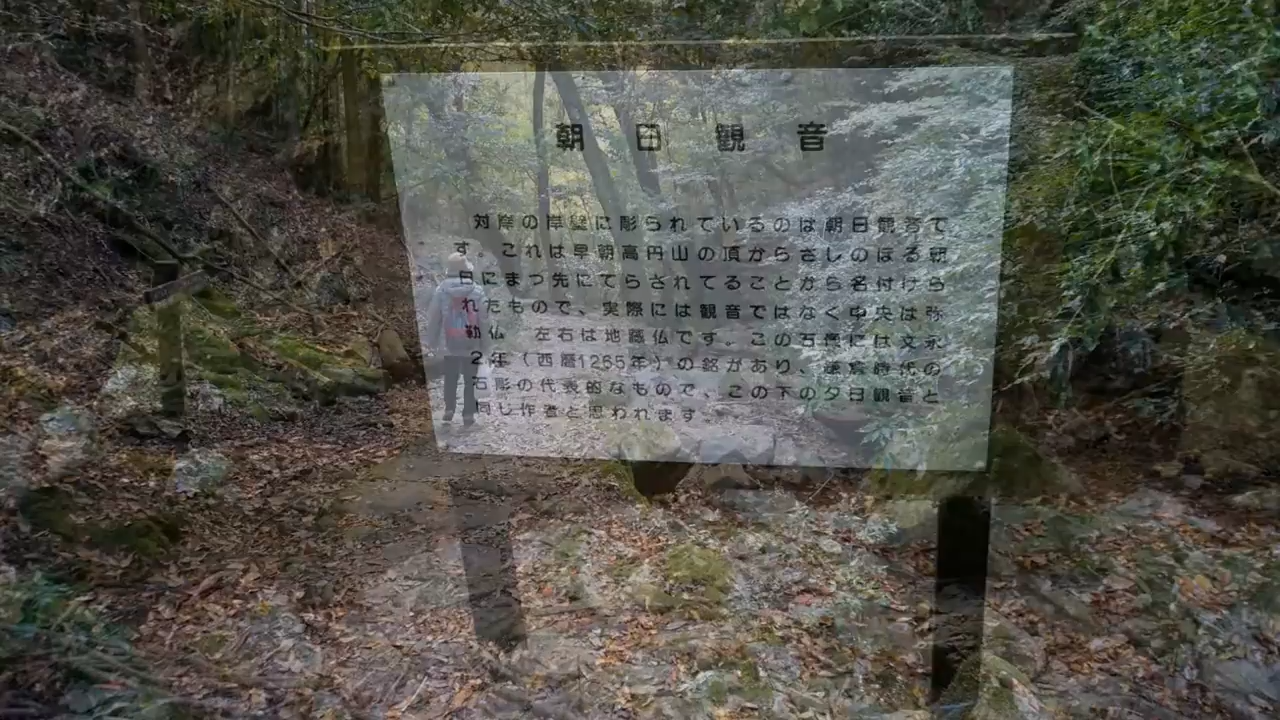 朝日観音
対岸の岸壁に彫られているのは朝日観音で
す。これは早朝高円山の頂からさしのぼる朝
日にまっ先にてらされてることから名付けら
れたもので、実際には観音ではなく中央は弥
勒仏 左右は地蔵仏です。この石像には文永
2年（西暦1265年）の銘があり、鎌倉時代の
石彫の代表的なもので、この下の夕日観音と
同じ作者と思われます。